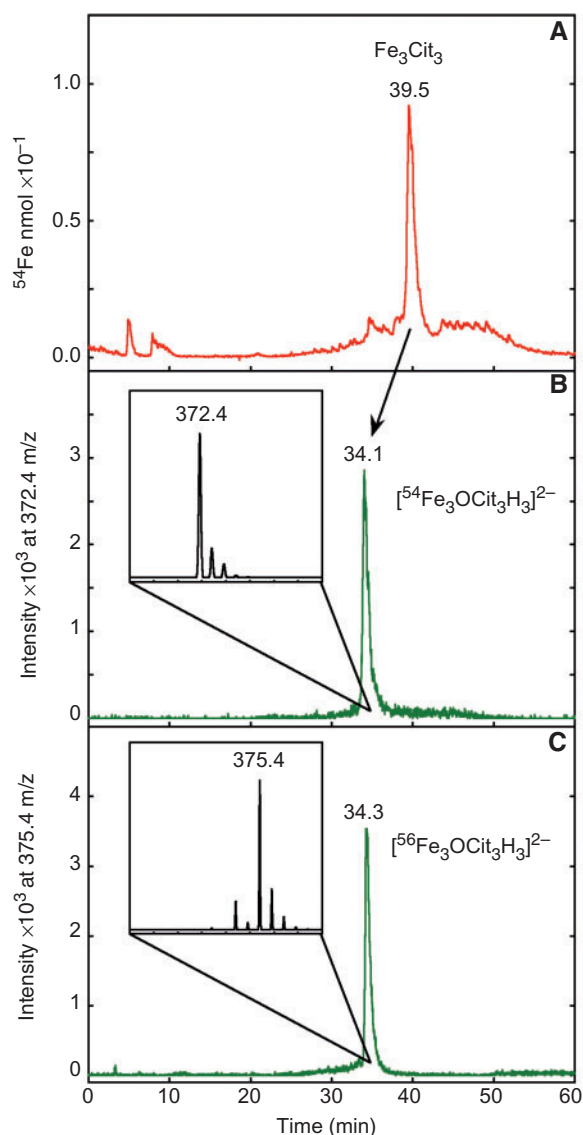 A
Fe₃Cit₃
39.5
⁵⁴Fe nmol ×10⁻¹
1.0
0.5
0.0
B
372.4
34.1
[⁵⁴Fe₃OCit₃H₃]²⁻
Intensity ×10³ at 372.4 m/z
3
2
1
0
C
375.4
34.3
[⁵⁶Fe₃OCit₃H₃]²⁻
Intensity ×10³ at 375.4 m/z
4
3
2
1
0
0 10 20 30 40 50 60
Time (min)